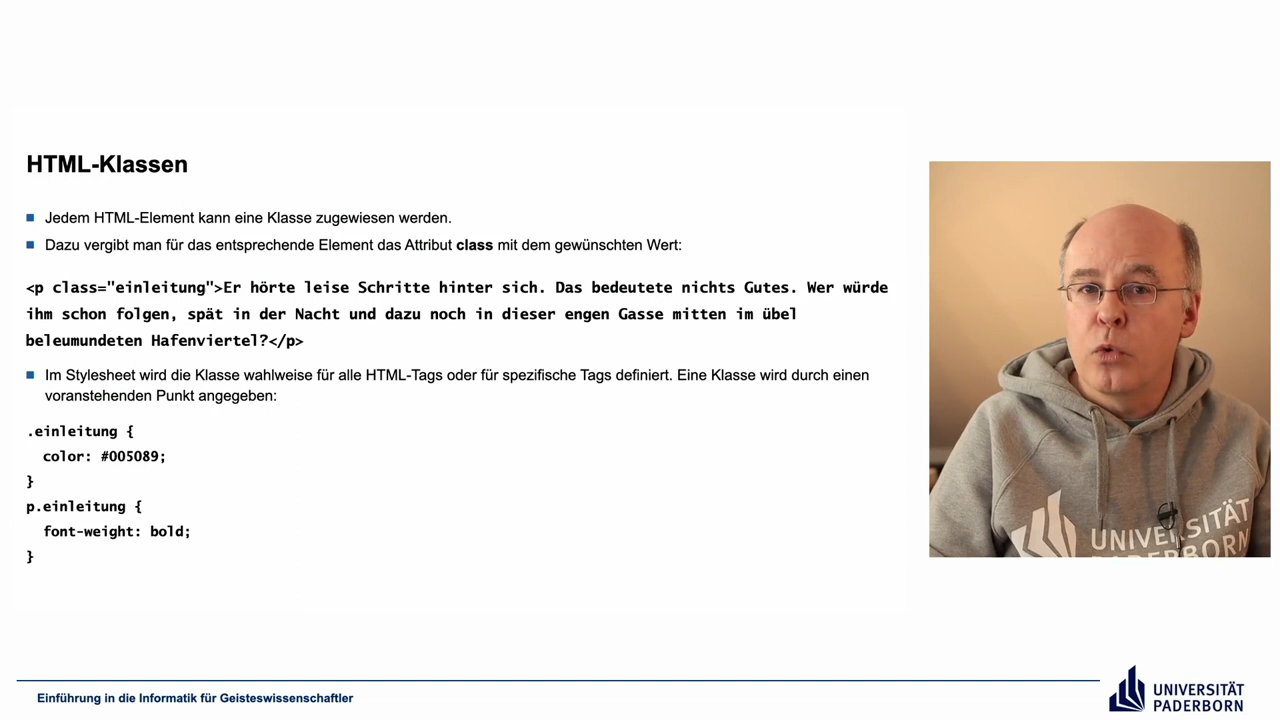 HTML-Klassen
Jedem HTML-Element kann eine Klasse zugewiesen werden.
Dazu vergibt man für das entsprechende Element das Attribut class mit dem gewünschten Wert:
<p class="einleitung">Er hörte leise Schritte hinter sich. Das bedeutete nichts Gutes. Wer würde
ihm schon folgen, spät in der Nacht und dazu noch in dieser engen Gasse mitten im übel
beleumundeten Hafenviertel?</p>
Im Stylesheet wird die Klasse wahlweise für alle HTML-Tags oder für spezifische Tags definiert. Eine Klasse wird durch einen
voranstehenden Punkt angegeben:
.einleitung {
color: #005089;
}
p.einleitung {
font-weight: bold;
}
UNIVERSITÄT
PADERBORN
Einführung in die Informatik für Geisteswissenschaftler
UNIVERSITÄT
PADERBORN